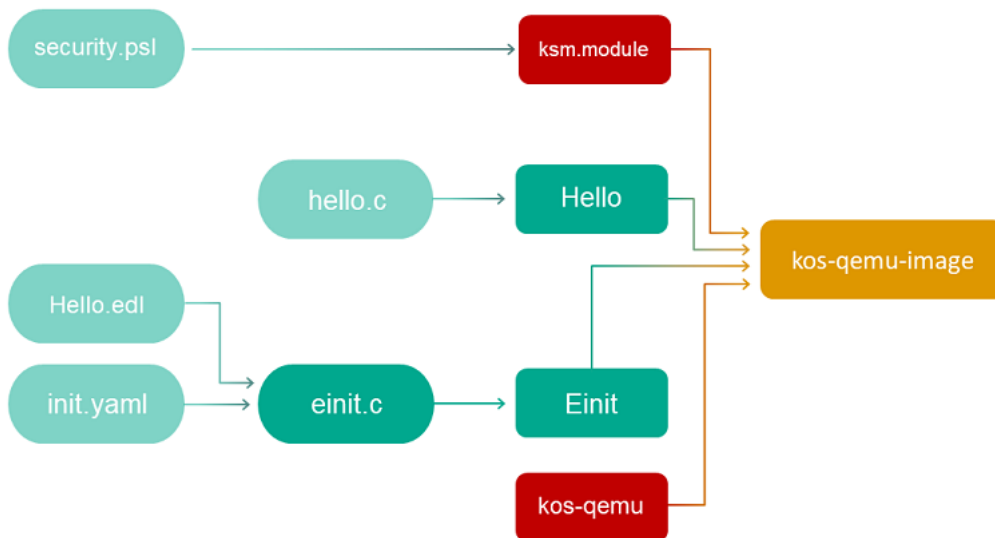 security.psl
ksm.module
hello.c
Hello
kos-qemu-image
Hello.edl
init.yaml
einit.c
Einit
kos-qemu